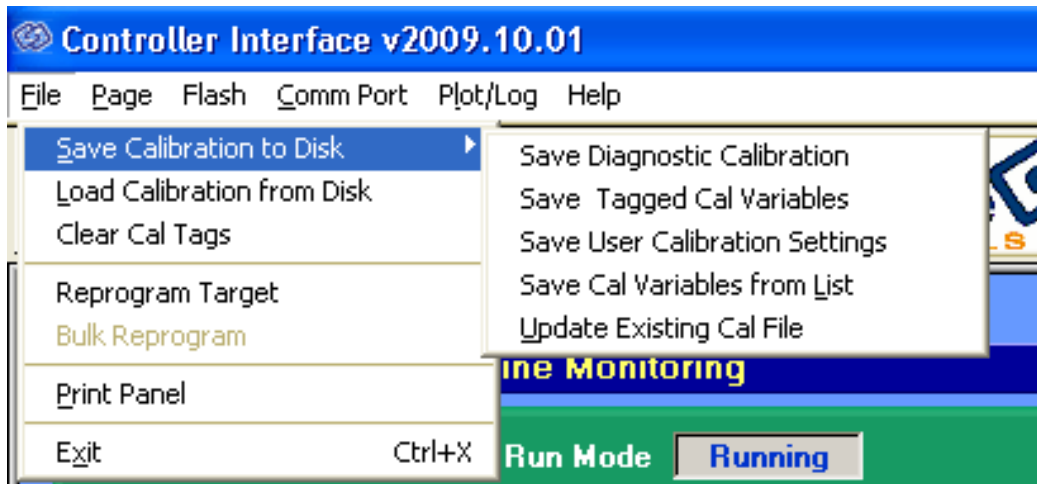 Controller Interface v2009.10.01
File Page Flash Comm Port Plot/Log Help
Save Calibration to Disk
Load Calibration from Disk
Clear Cal Tags
Reprogram Target
Bulk Reprogram
Print Panel
Exit Ctrl+X
Save Diagnostic Calibration
Save  Tagged Cal Variables
Save User Calibration Settings
Save Cal Variables from List
Update Existing Cal File
Monitoring
Run Mode Running